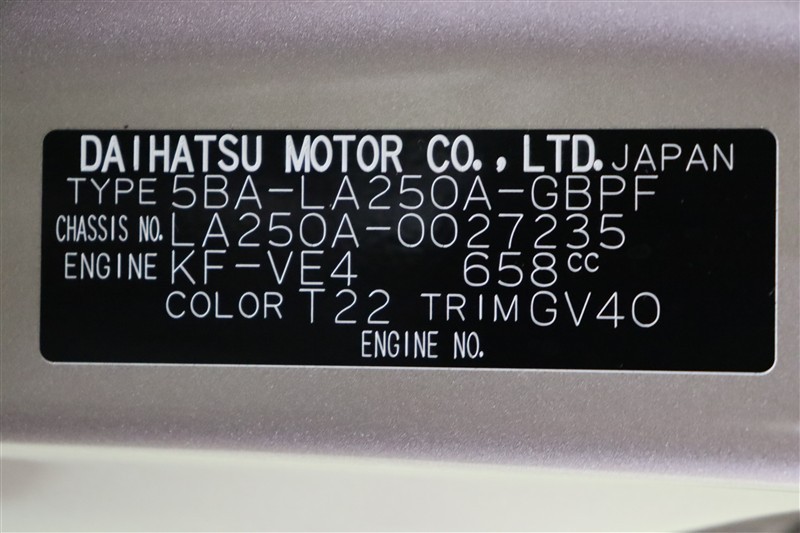 DAIHATSU MOTOR CO., LTD. JAPAN
TYPE 5BA-LA250A-GBPF
CHASSIS NO. LA250A-0027235
ENGINE KF-VE4 658cc
COLOR T22 TRIM GV40
ENGINE NO.